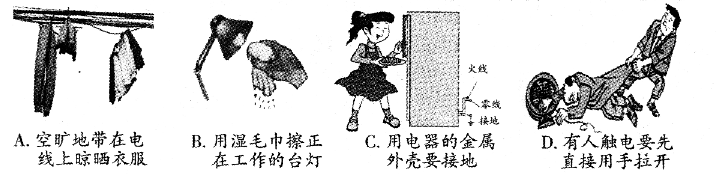 火线
零线
接地
A. 空旷地带在电
线上晾晒衣服
B. 用湿毛巾擦正
在工作的台灯
C. 用电器的金属
外壳要接地
D. 有人触电要先
直接用手拉开